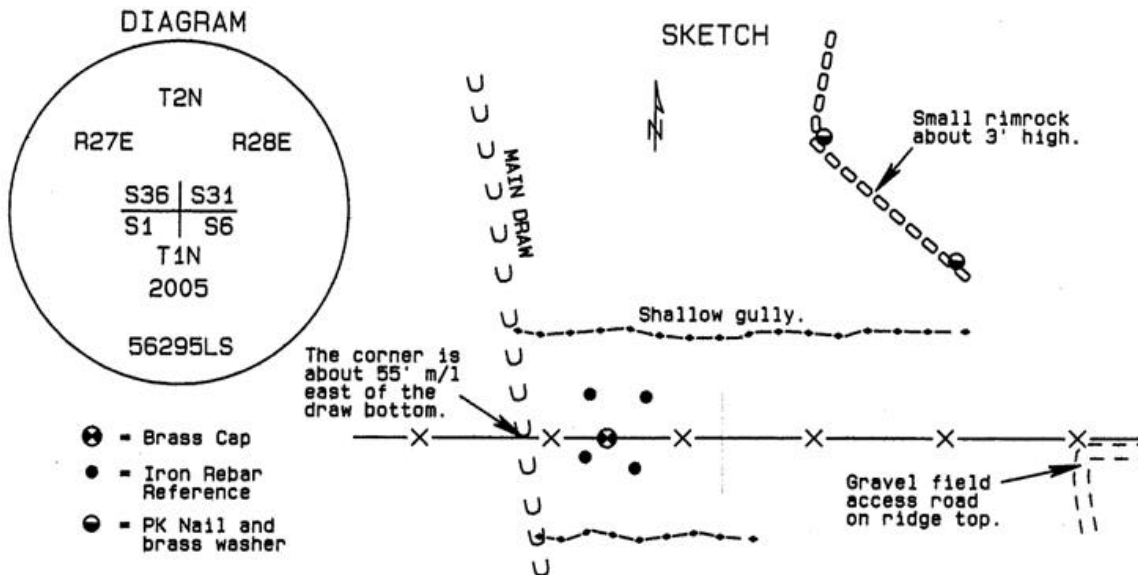 DIAGRAM
T2N
R27E R28E
S36 S31
S1 S6
T1N
2005
56295LS
= Brass Cap
= Iron Rebar
Reference
= PK Nail and
brass washer
SKETCH
N
MAIN DRAW
Small rimrock
about 3' high.
Shallow gully.
The corner is
about 55' m/l
east of the
draw bottom.
Gravel field
access road
on ridge top.